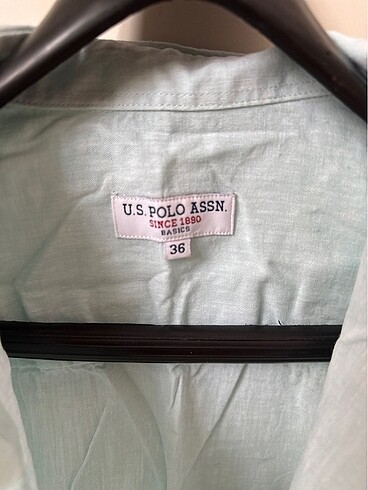 U.S. POLO ASSN.
SINCE 1890
BASICS
36